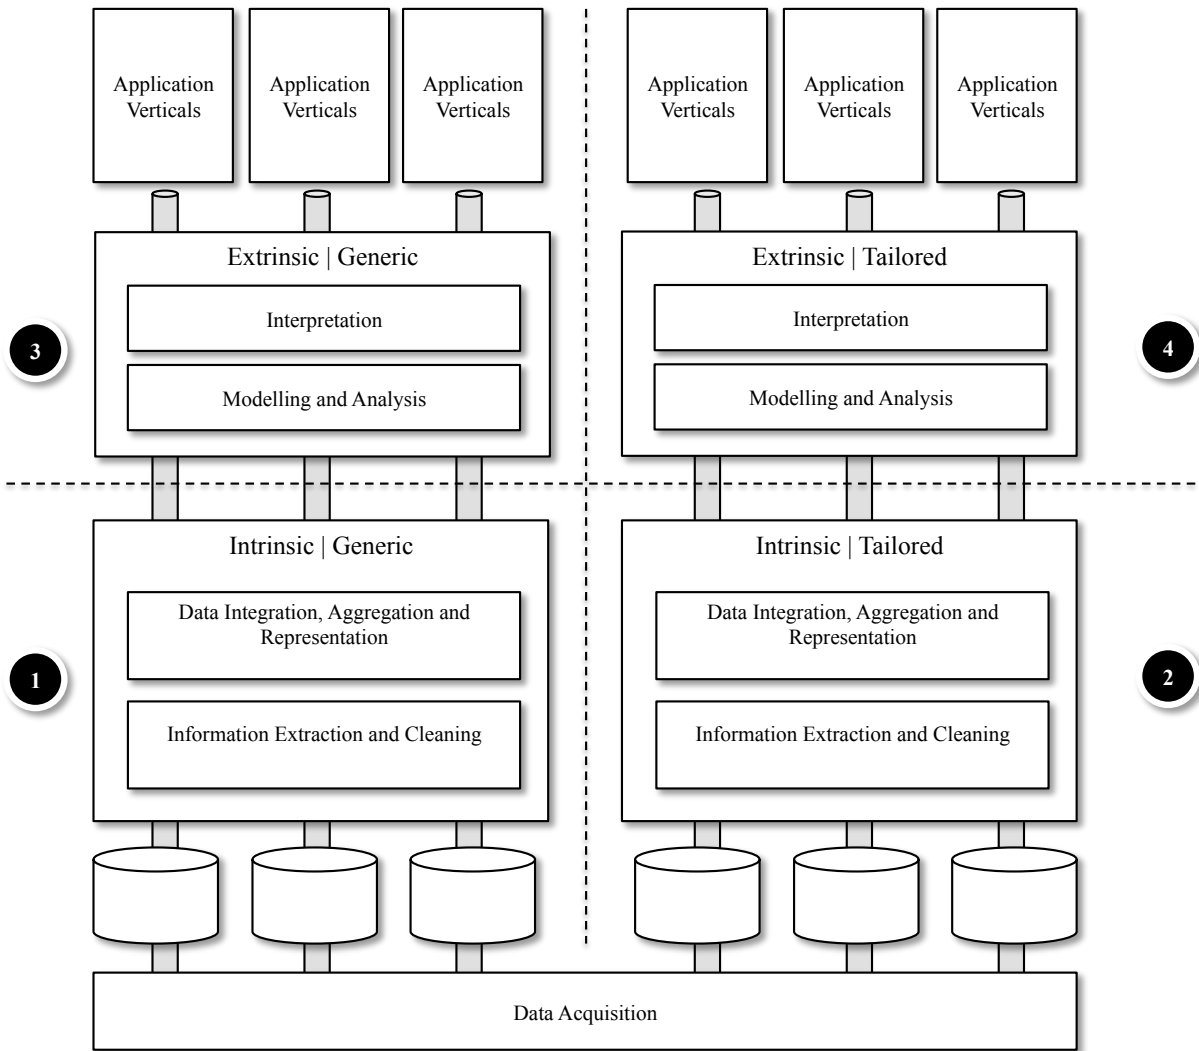 Application
Verticals
Application
Verticals
Application
Verticals
Application
Verticals
Application
Verticals
Application
Verticals
Extrinsic | Generic
Interpretation
Modelling and Analysis
3
Extrinsic | Tailored
Interpretation
Modelling and Analysis
4
Intrinsic | Generic
Data Integration, Aggregation and
Representation
Information Extraction and Cleaning
1
Intrinsic | Tailored
Data Integration, Aggregation and
Representation
Information Extraction and Cleaning
2
Data Acquisition